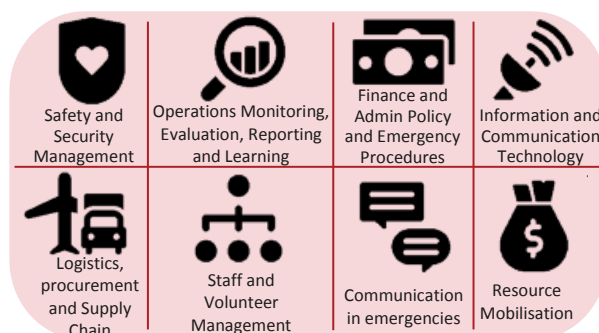 Safety and
Security
Management
Operations Monitoring,
Evaluation, Reporting
and Learning
Finance and
Admin Policy
and Emergency
Procedures
Information and
Communication
Technology
Logistics,
procurement
and Supply
Chain
Staff and
Volunteer
Management
Communication
in emergencies
$
Resource
Mobilisation